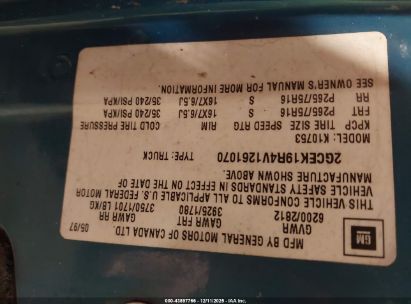 MFD BY GENERAL MOTORS OF CANADA LTD.
05/97
GVWR
GAWR FRT
GAWR RR
6200/2812
3925/1780
3750/1701 LB/KG
THIS VEHICLE CONFORMS TO ALL APPLICABLE U.S. FEDERAL MOTOR
VEHICLE SAFETY STANDARDS IN EFFECT ON THE DATE OF
MANUFACTURE SHOWN ABOVE.
2GCEK19R4V1261070
TYPE: TRUCK
MODEL: K10753
TIRE SIZE
SPEED RTG
RIM
COLD TIRE PRESSURE
FRT
P265/75R16
S
16X7/6.5J
35/240 PSI/KPA
RR
P265/75R16
S
16X7/6.5J
35/240 PSI/KPA
SEE OWNER'S MANUAL FOR MORE INFORMATION.
GM